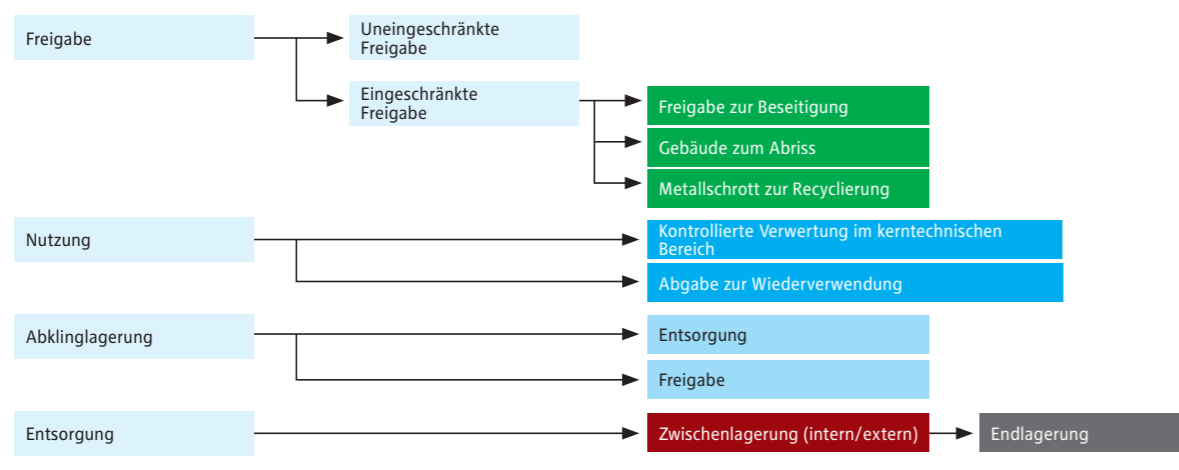 Freigabe
Uneingeschränkte
Freigabe
Eingeschränkte
Freigabe
Freigabe zur Beseitigung
Gebäude zum Abriss
Metallschrott zur Recyclierung
Nutzung
Kontrollierte Verwertung im kerntechnischen
Bereich
Abgabe zur Wiederverwendung
Abklinglagerung
Entsorgung
Freigabe
Entsorgung
Zwischenlagerung (intern/extern)
Endlagerung